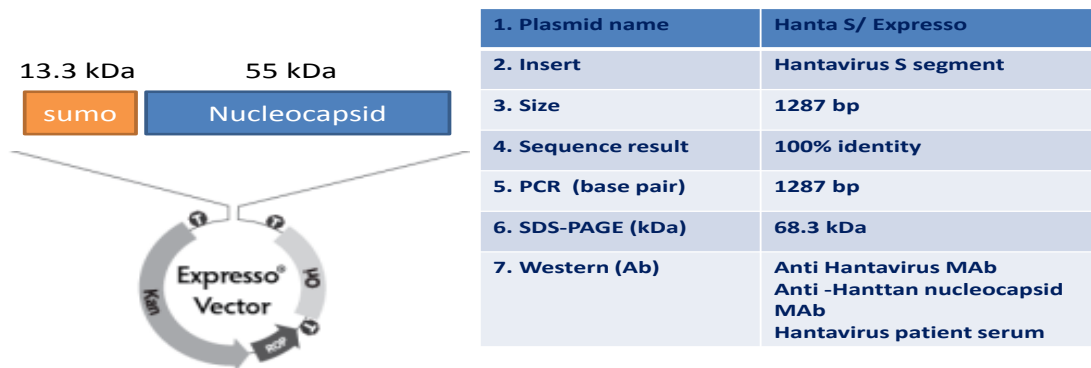 13.3 kDa 55 kDa
sumo Nucleocapsid
Expresso®
Vector
Kan
ROP
Ori
T
T
T
1. Plasmid name Hanta S/ Expresso
2. Insert Hantavirus S segment
3. Size 1287 bp
4. Sequence result 100% identity
5. PCR (base pair) 1287 bp
6. SDS-PAGE (kDa) 68.3 kDa
7. Western (Ab) Anti Hantavirus MAb
Anti -Hanttan nucleocapsid
MAb
Hantavirus patient serum